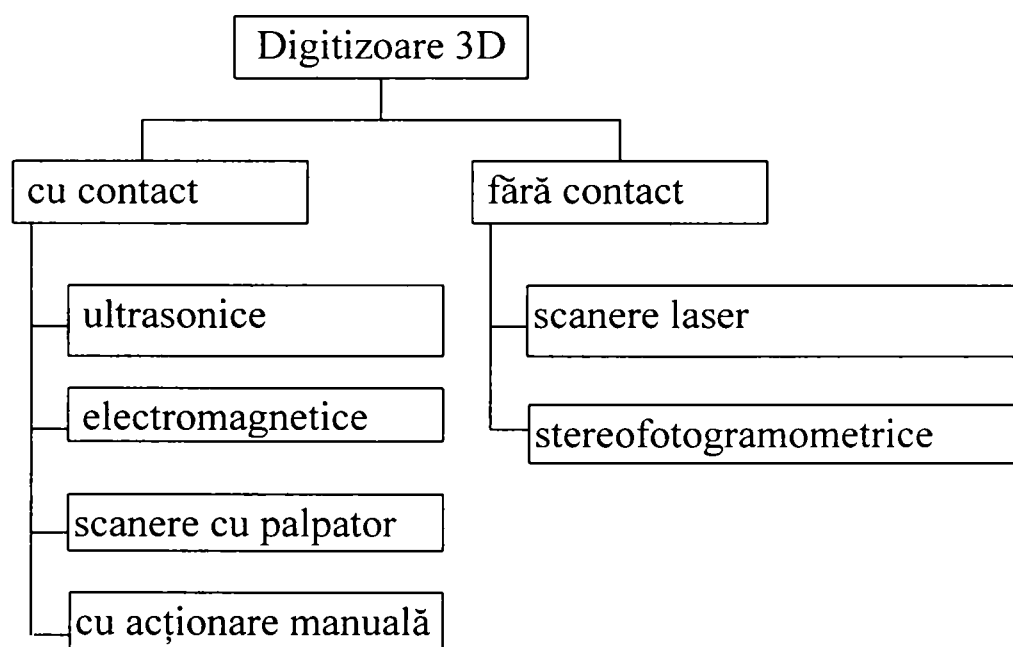 Digitizoare 3D
cu contact
fără contact
ultrasonice
electromagnetice
scanere cu palpator
cu acționare manuală
scanere laser
stereofotogramometrice